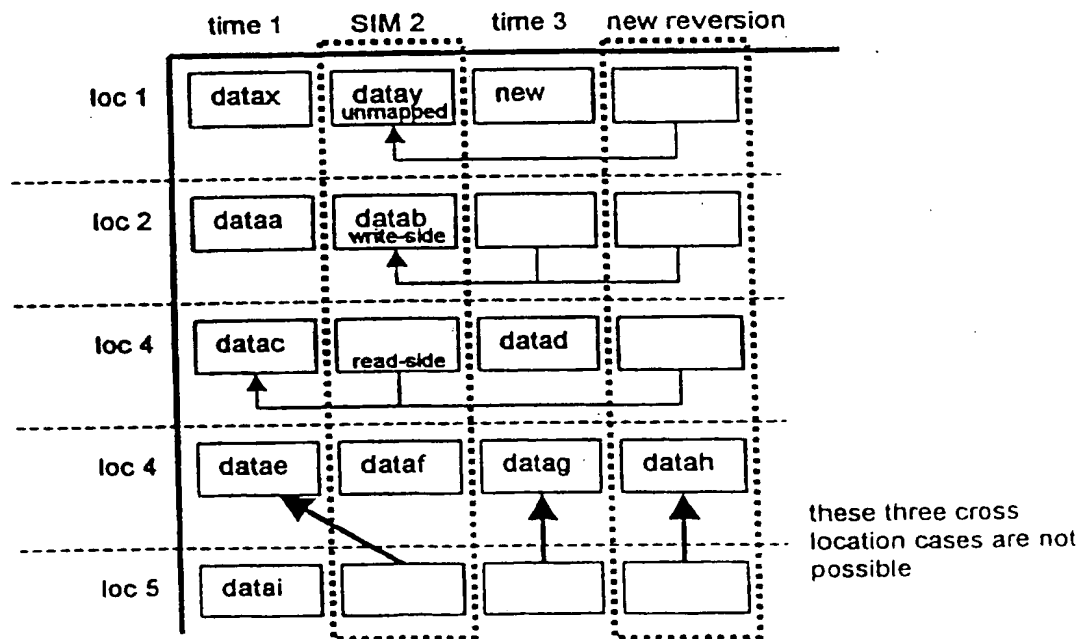 time 1 SIM 2 time 3 new reversion
loc 1 datax datay new
unmapped
loc 2 dataa datab
write-side
loc 4 datac datad
read-side
loc 4 datae dataf datag datah
these three cross
location cases are not
possible
loc 5 datai